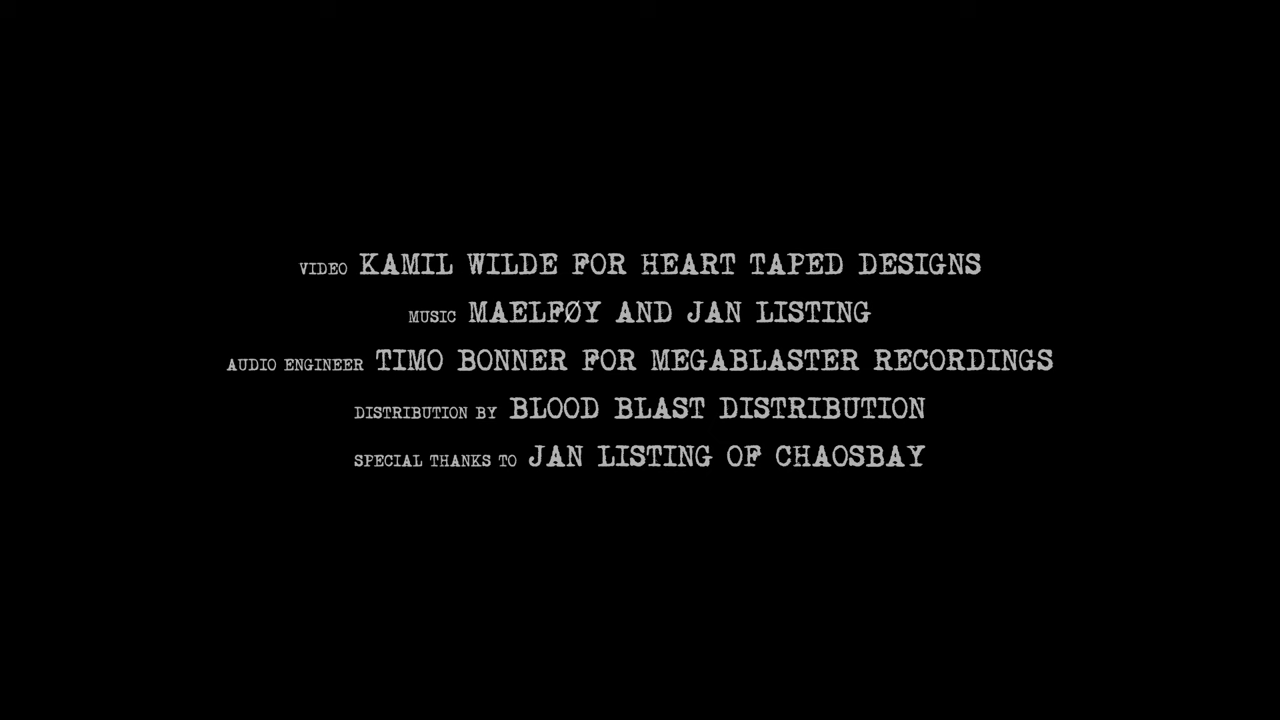 VIDEO KAMIL WILDE FOR HEART TAPED DESIGNS
MUSIC MAELFØY AND JAN LISTING
AUDIO ENGINEER TIMO BONNER FOR MEGABLASTER RECORDINGS
DISTRIBUTION BY BLOOD BLAST DISTRIBUTION
SPECIAL THANKS TO JAN LISTING OF CHAOSBAY